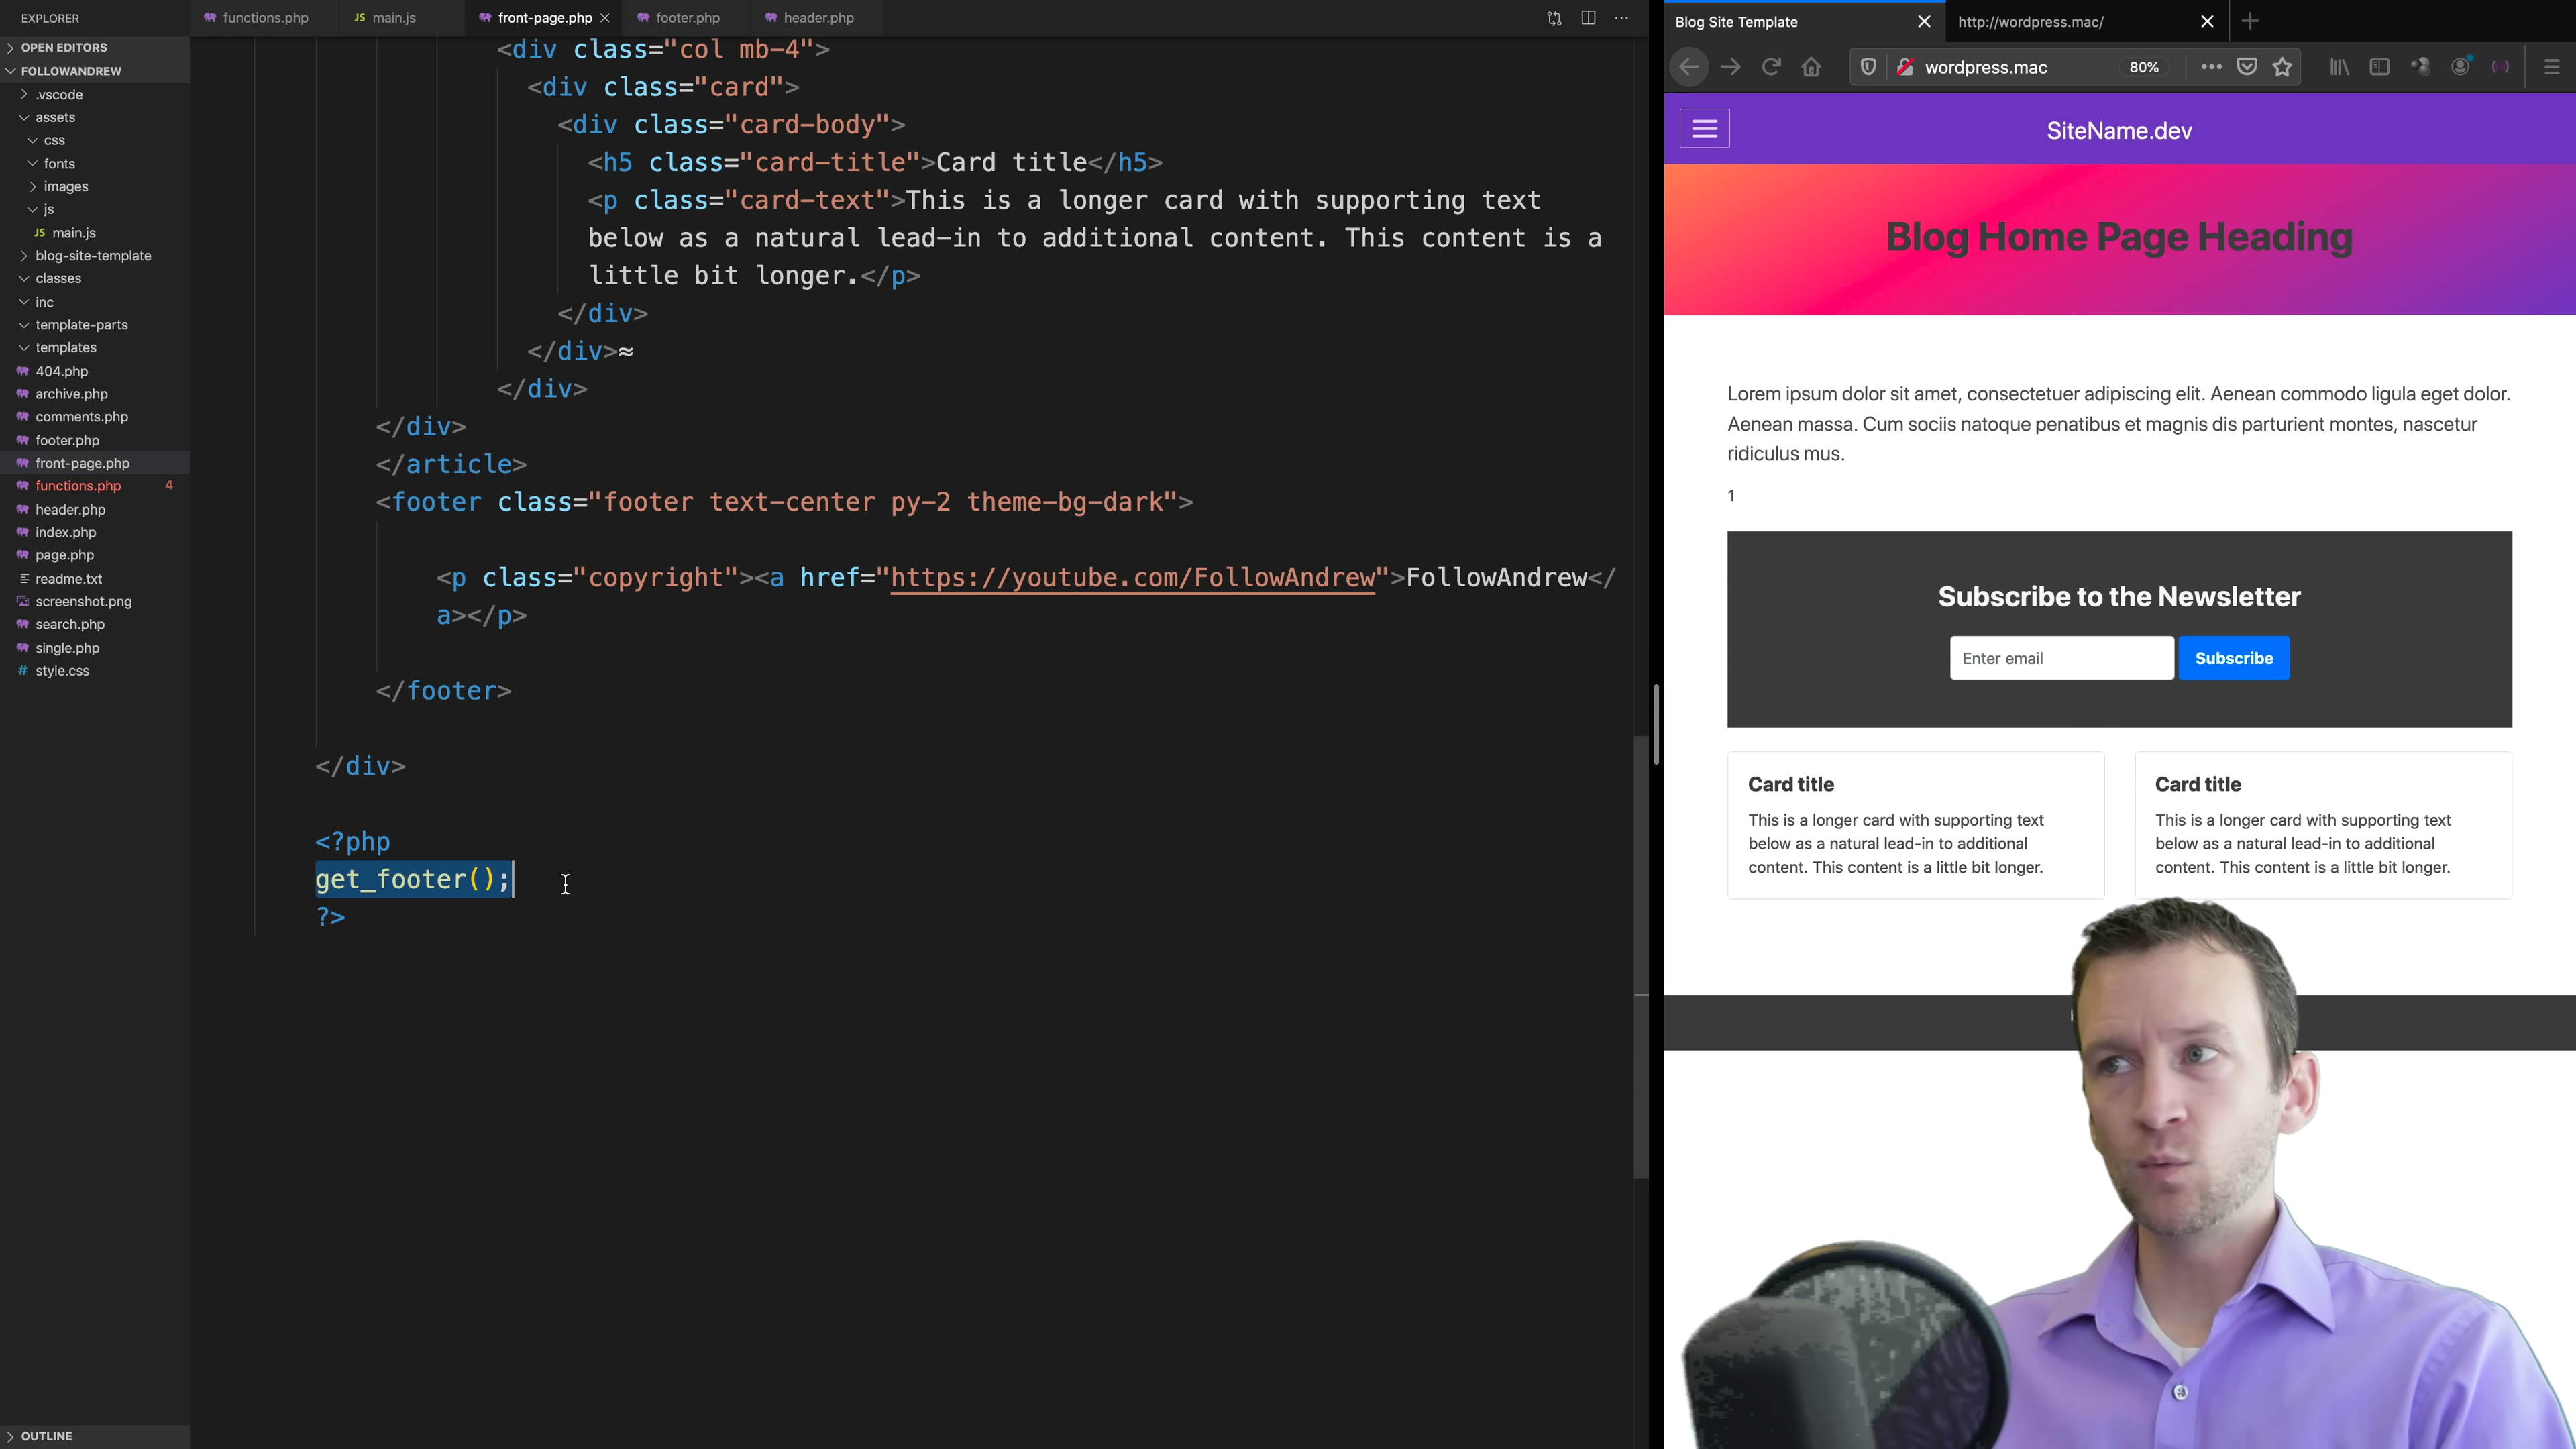 EXPLORER
OPEN EDITORS
FOLLOWANDREW
.vscode
assets
css
fonts
images
js
JS main.js
blog-site-template
classes
inc
template-parts
templates
404.php
archive.php
comments.php
footer.php
front-page.php
functions.php 4
header.php
index.php
page.php
readme.txt
screenshot.png
search.php
single.php
# style.css
OUTLINE
functions.php JS main.js front-page.php footer.php header.php
<div class="col mb-4">
<div class="card">
<div class="card-body">
<h5 class="card-title">Card title</h5>
<p class="card-text">This is a longer card with supporting text
below as a natural lead-in to additional content. This content is a
little bit longer.</p>
</div>
</div>≈
</div>
</div>
</article>
<footer class="footer text-center py-2 theme-bg-dark">
<p class="copyright"><a href="https://youtube.com/FollowAndrew">FollowAndrew</
a></p>
</footer>
</div>
<?php
get_footer();
?>
Blog Site Template http://wordpress.mac/
wordpress.mac 80%
SiteName.dev
Blog Home Page Heading
Lorem ipsum dolor sit amet, consectetuer adipiscing elit. Aenean commodo ligula eget dolor.
Aenean massa. Cum sociis natoque penatibus et magnis dis parturient montes, nascetur
ridiculus mus.
1
Subscribe to the Newsletter
Enter email Subscribe
Card title
This is a longer card with supporting text
below as a natural lead-in to additional
content. This content is a little bit longer.
Card title
This is a longer card with supporting text
below as a natural lead-in to additional
content. This content is a little bit longer.